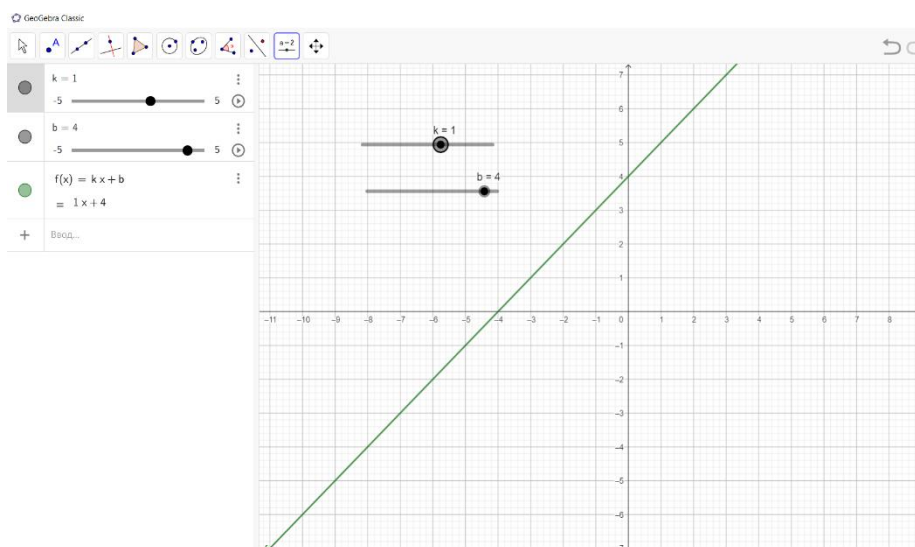 GeoGebra Classic
A
a=2
k = 1
-5 5
b = 4
-5 5
f(x) = k x + b
= 1 x + 4
+ Ввод...
k = 1
b = 4
7
6
5
4
3
2
1
-11 -10 -9 -8 -7 -6 -5 -4 -3 -2 -1 0 1 2 3 4 5 6 7 8
-1
-2
-3
-4
-5
-6
-7